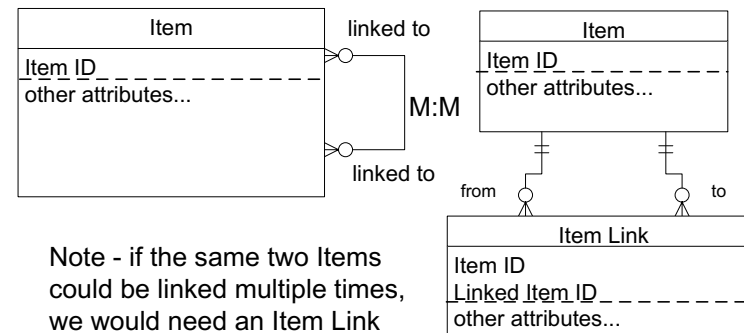 Item
linked to
Item ID
other attributes...
M:M
linked to
Item
Item ID
other attributes...
from
to
Item Link
Item ID
Linked Item ID
other attributes...
Note - if the same two Items
could be linked multiple times,
we would need an Item Link